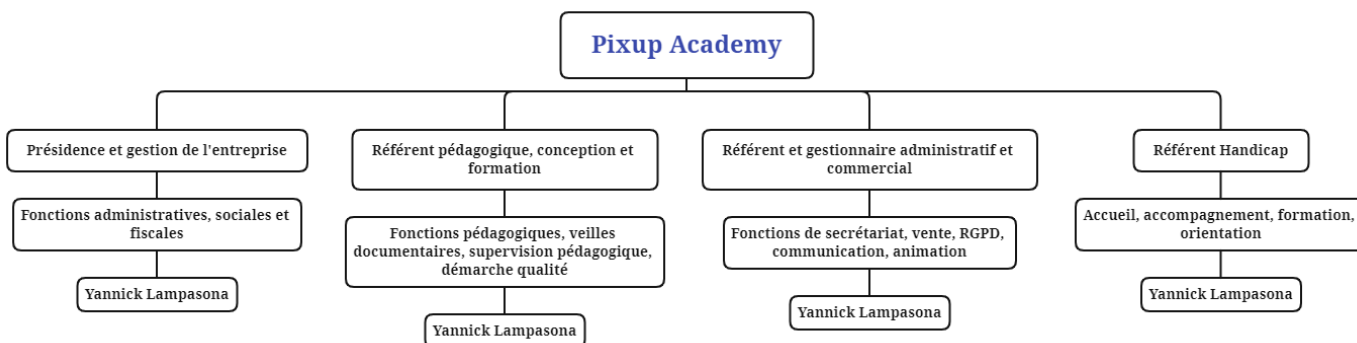 Pixup Academy
Présidence et gestion de l'entreprise
Fonctions administratives, sociales et
fiscales
Yannick Lampasona
Référent pédagogique, conception et
formation
Fonctions pédagogiques, veilles
documentaires, supervision pédagogique,
démarche qualité
Yannick Lampasona
Référent et gestionnaire administratif et
commercial
Fonctions de secrétariat, vente, RGPD,
communication, animation
Yannick Lampasona
Référent Handicap
Accueil, accompagnement, formation,
orientation
Yannick Lampasona